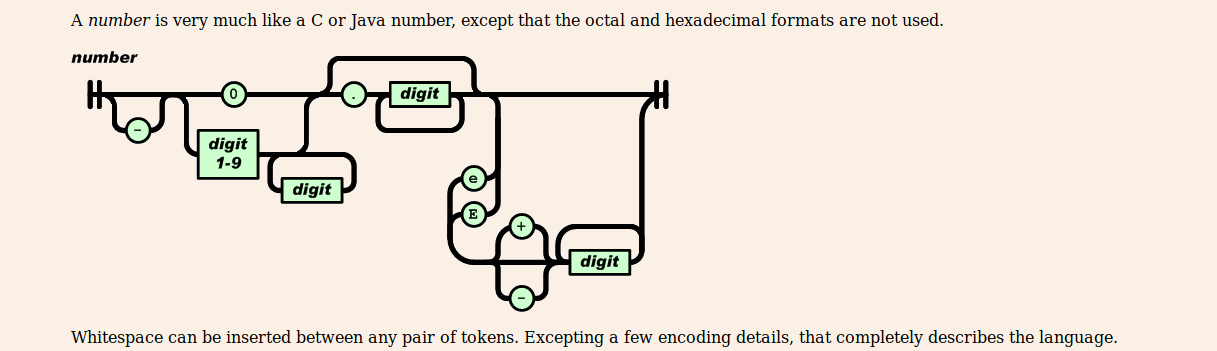 A number is very much like a C or Java number, except that the octal and hexadecimal formats are not used.
number
0
.
digit
-
digit
1-9
digit
e
E
+
digit
-
Whitespace can be inserted between any pair of tokens. Excepting a few encoding details, that completely describes the language.